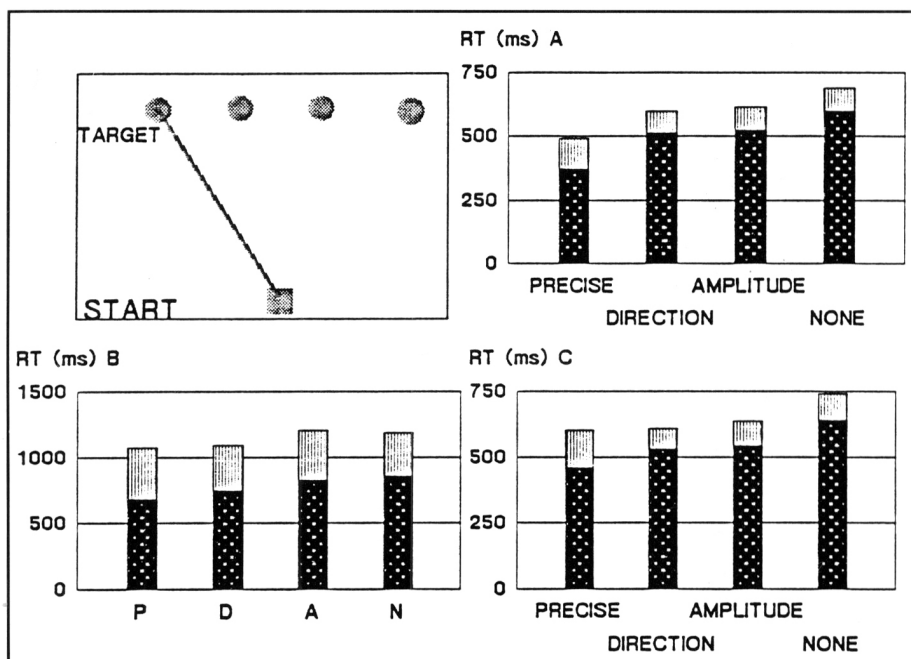 TARGET
START
RT (ms) A
750
500
250
0
PRECISE
AMPLITUDE
DIRECTION
NONE
RT (ms) B
1500
1000
500
0
P D A N
RT (ms) C
750
500
250
0
PRECISE
AMPLITUDE
DIRECTION
NONE